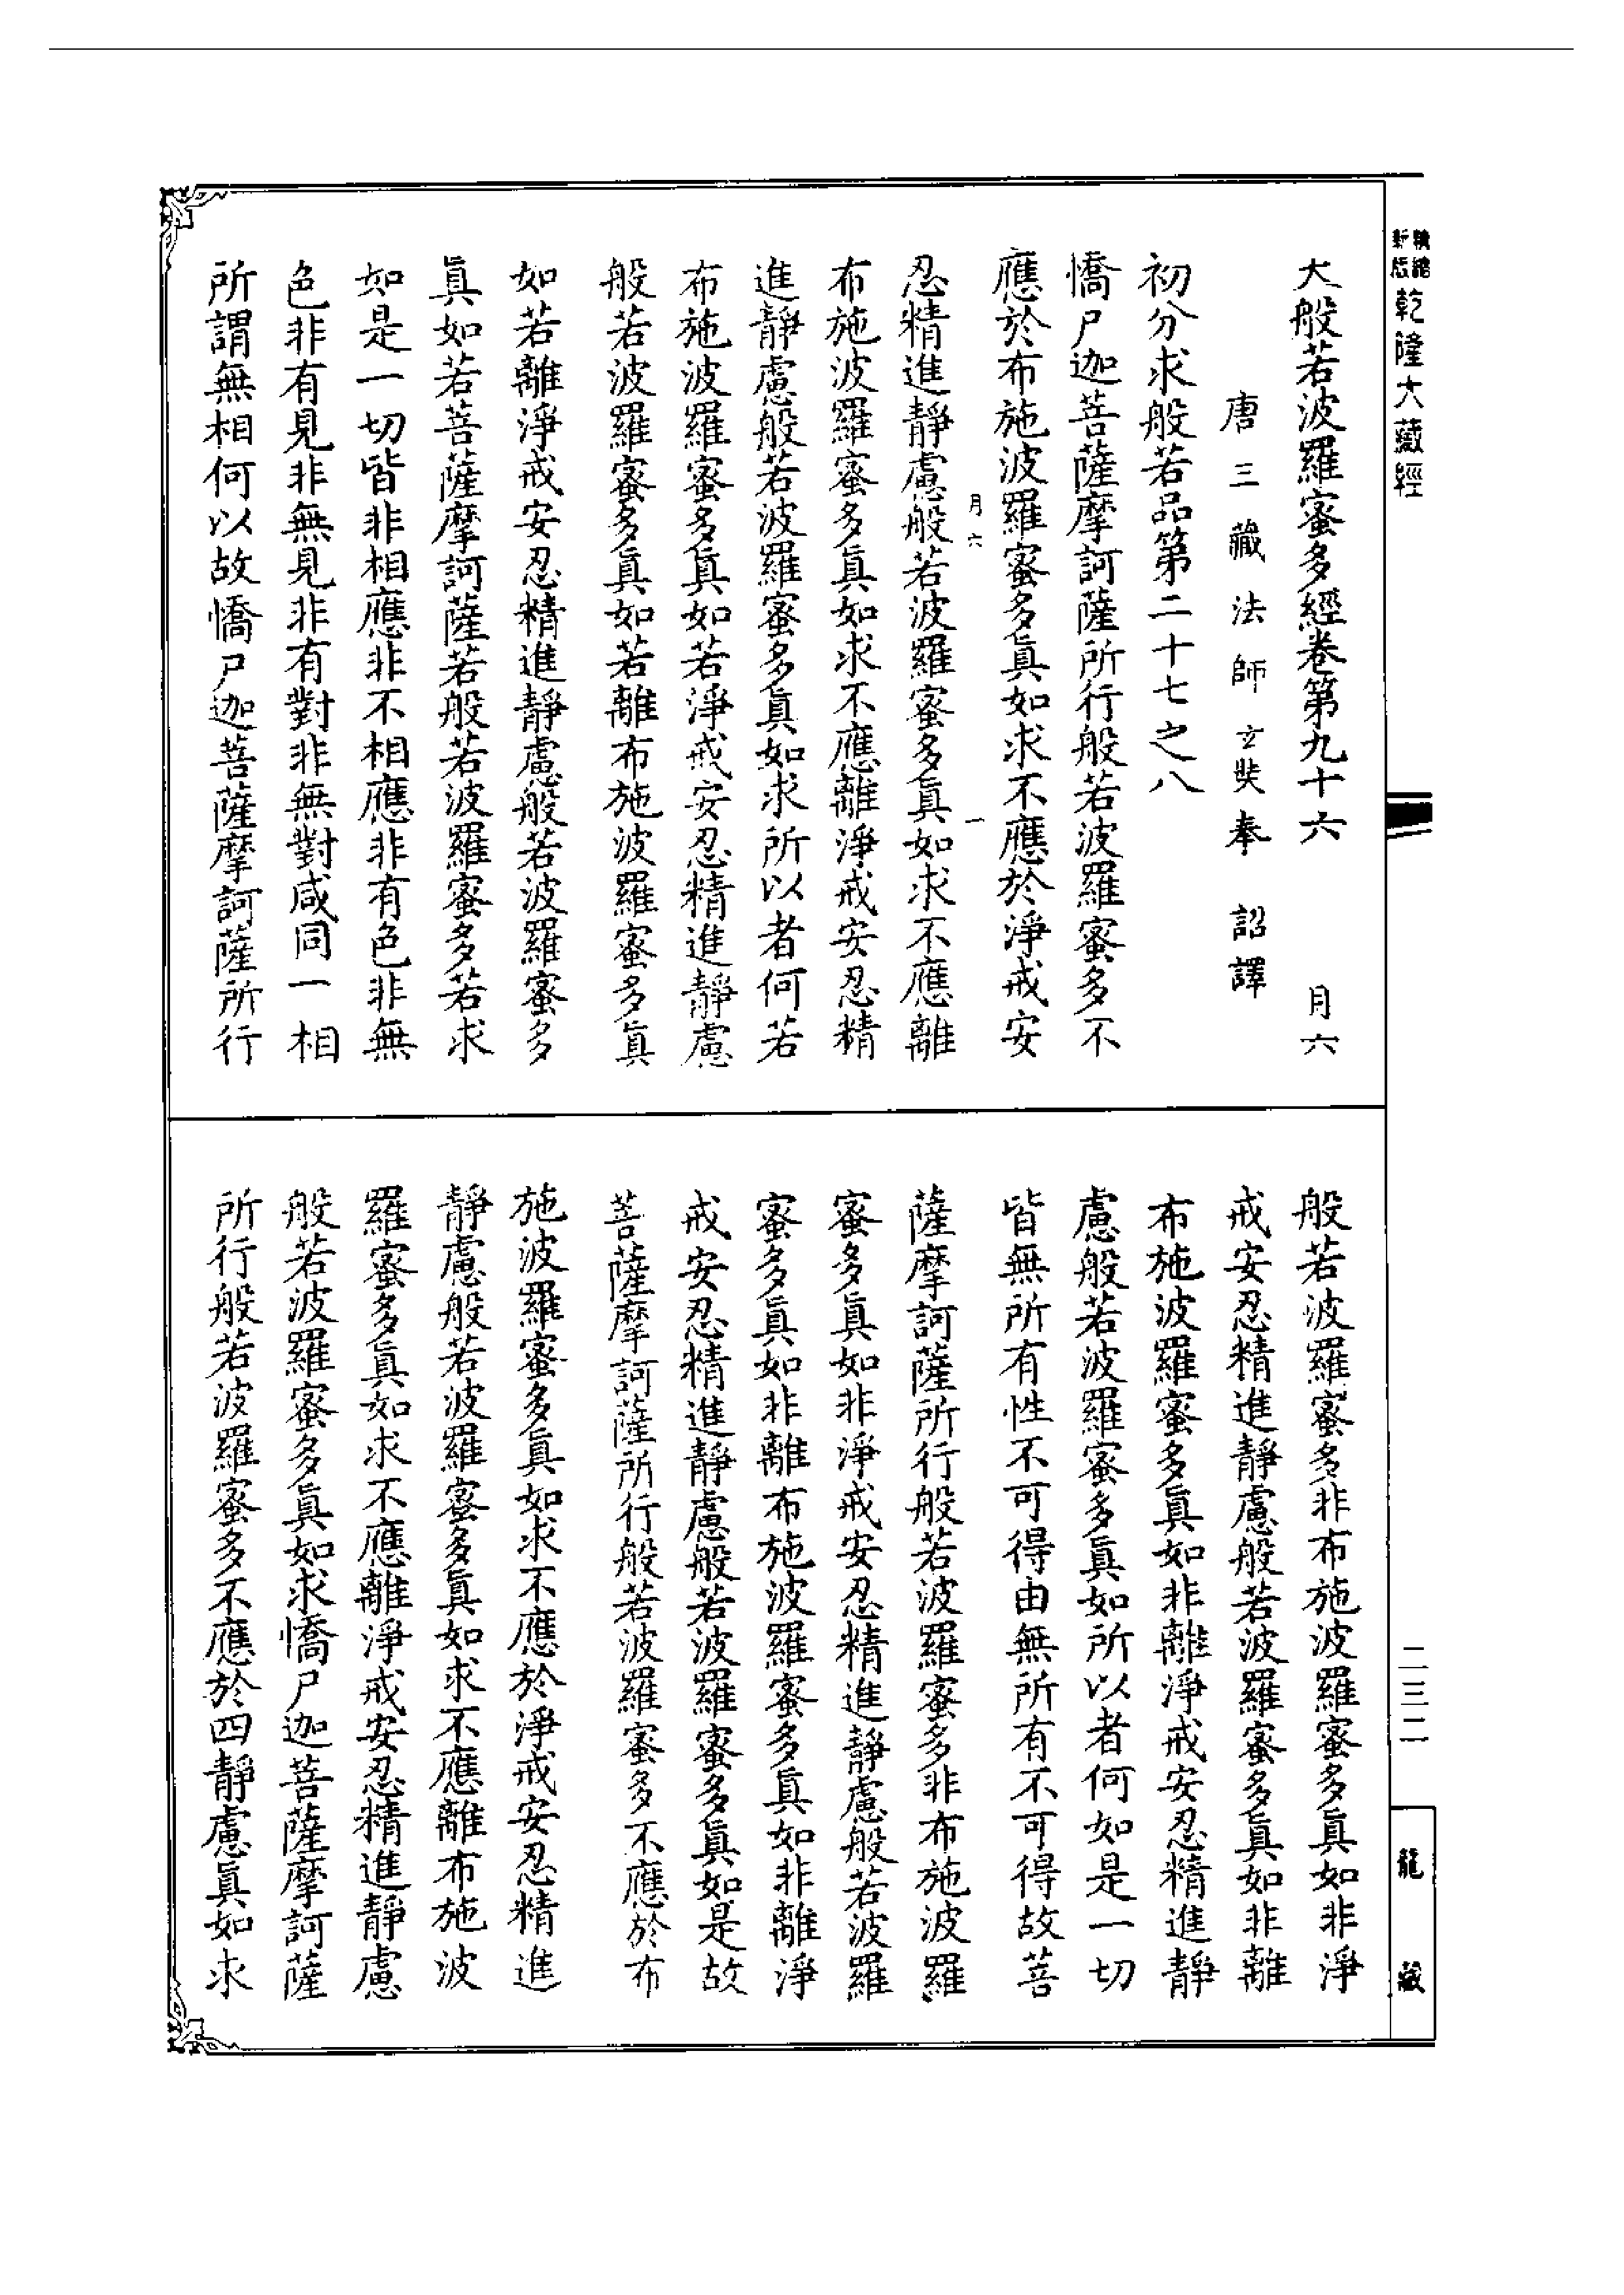 精縮新版乾隆大藏經
大般若波羅蜜多經卷第九十六　月六
唐三藏法師玄奘奉　詔譯
初分求般若品第二十七之八
憍尸迦菩薩摩訶薩所行般若波羅蜜多不
應於布施波羅蜜多真如求不應於淨戒安
月六　一
忍精進靜慮般若波羅蜜多真如求不應離
布施波羅蜜多真如求不應離淨戒安忍精
進靜慮般若波羅蜜多真如求所以者何若
布施波羅蜜多真如若淨戒安忍精進靜慮
般若波羅蜜多真如若離布施波羅蜜多真
如若離淨戒安忍精進靜慮般若波羅蜜多
真如若菩薩摩訶薩若般若波羅蜜多若求
如是一切皆非相應非不相應非有色非無
色非有見非無見非有對非無對咸同一相
所謂無相何以故憍尸迦菩薩摩訶薩所行
般若波羅蜜多非布施波羅蜜多真如非淨
戒安忍精進靜慮般若波羅蜜多真如非離
布施波羅蜜多真如非離淨戒安忍精進靜
慮般若波羅蜜多真如所以者何如是一切
皆無所有性不可得由無所有不可得故菩
薩摩訶薩所行般若波羅蜜多非布施波羅
蜜多真如非淨戒安忍精進靜慮般若波羅
蜜多真如非離布施波羅蜜多真如非離淨
戒安忍精進靜慮般若波羅蜜多真如是故
菩薩摩訶薩所行般若波羅蜜多不應於布
施波羅蜜多真如求不應於淨戒安忍精進
靜慮般若波羅蜜多真如求不應離布施波
羅蜜多真如求不應離淨戒安忍精進靜慮
般若波羅蜜多真如求憍尸迦菩薩摩訶薩
所行般若波羅蜜多不應於四靜慮真如求
二三二
龍藏